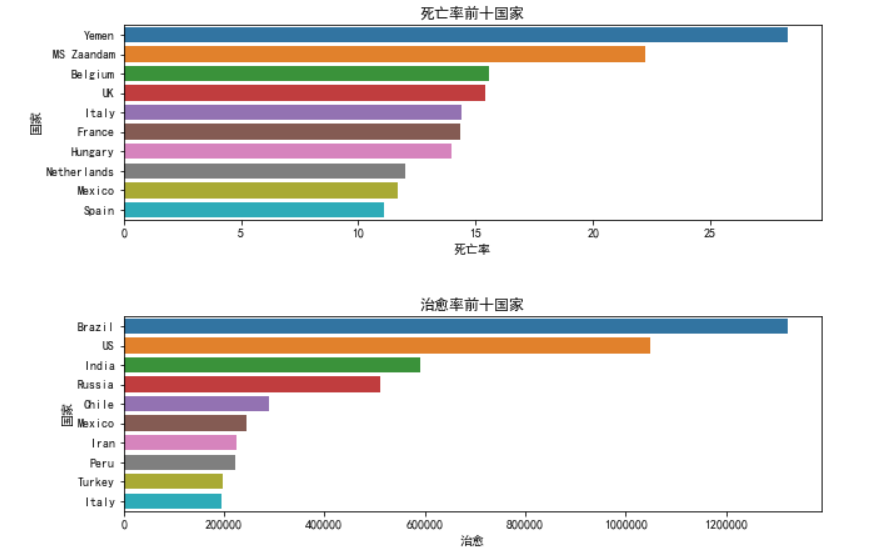 死亡率前十国家
国家
Yemen
MS Zaandam
Belgium
UK
Italy
France
Hungary
Netherlands
Mexico
Spain
0 5 10 15 20 25
死亡率
治愈率前十国家
国家
Brazil
US
India
Russia
Chile
Mexico
Iran
Peru
Turkey
Italy
0 200000 400000 600000 800000 1000000 1200000
治愈